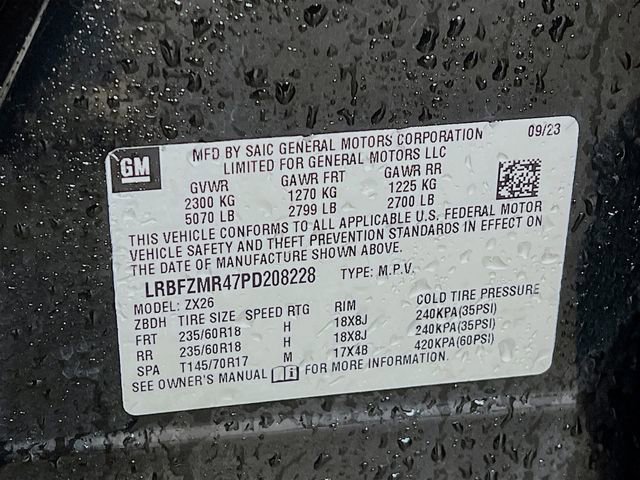 GM
MFD BY SAIC GENERAL MOTORS CORPORATION 09/23
LIMITED FOR GENERAL MOTORS LLC
GVWR GAWR FRT GAWR RR
2300 KG 1270 KG 1225 KG
5070 LB 2799 LB 2700 LB
THIS VEHICLE CONFORMS TO ALL APPLICABLE U.S. FEDERAL MOTOR
VEHICLE SAFETY AND THEFT PREVENTION STANDARDS IN EFFECT ON
THE DATE OF MANUFACTURE SHOWN ABOVE.
LRBFZMR47PD208228 TYPE: M.P.V.
MODEL: ZX26
ZBDH TIRE SIZE SPEED RTG RIM COLD TIRE PRESSURE
FRT 235/60R18 H 18X8J 240KPA(35PSI)
RR 235/60R18 H 18X8J 240KPA(35PSI)
SPA T145/70R17 M 17X4B 420KPA(60PSI)
SEE OWNER'S MANUAL i FOR MORE INFORMATION.